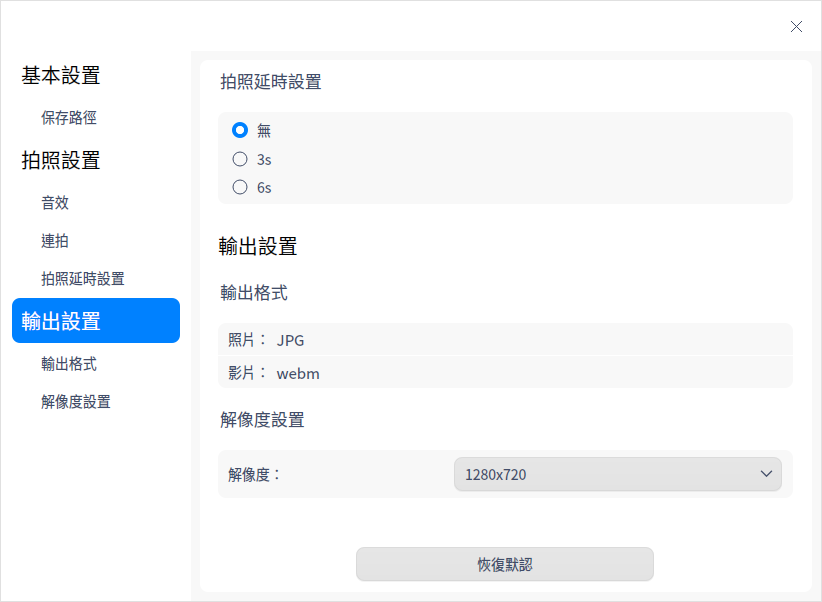 基本設置
保存路徑
拍照設置
音效
連拍
拍照延時設置
輸出設置
輸出格式
解像度設置
拍照延時設置
無
3s
6s
輸出設置
輸出格式
照片： JPG
影片： webm
解像度設置
解像度： 1280x720
恢復默認